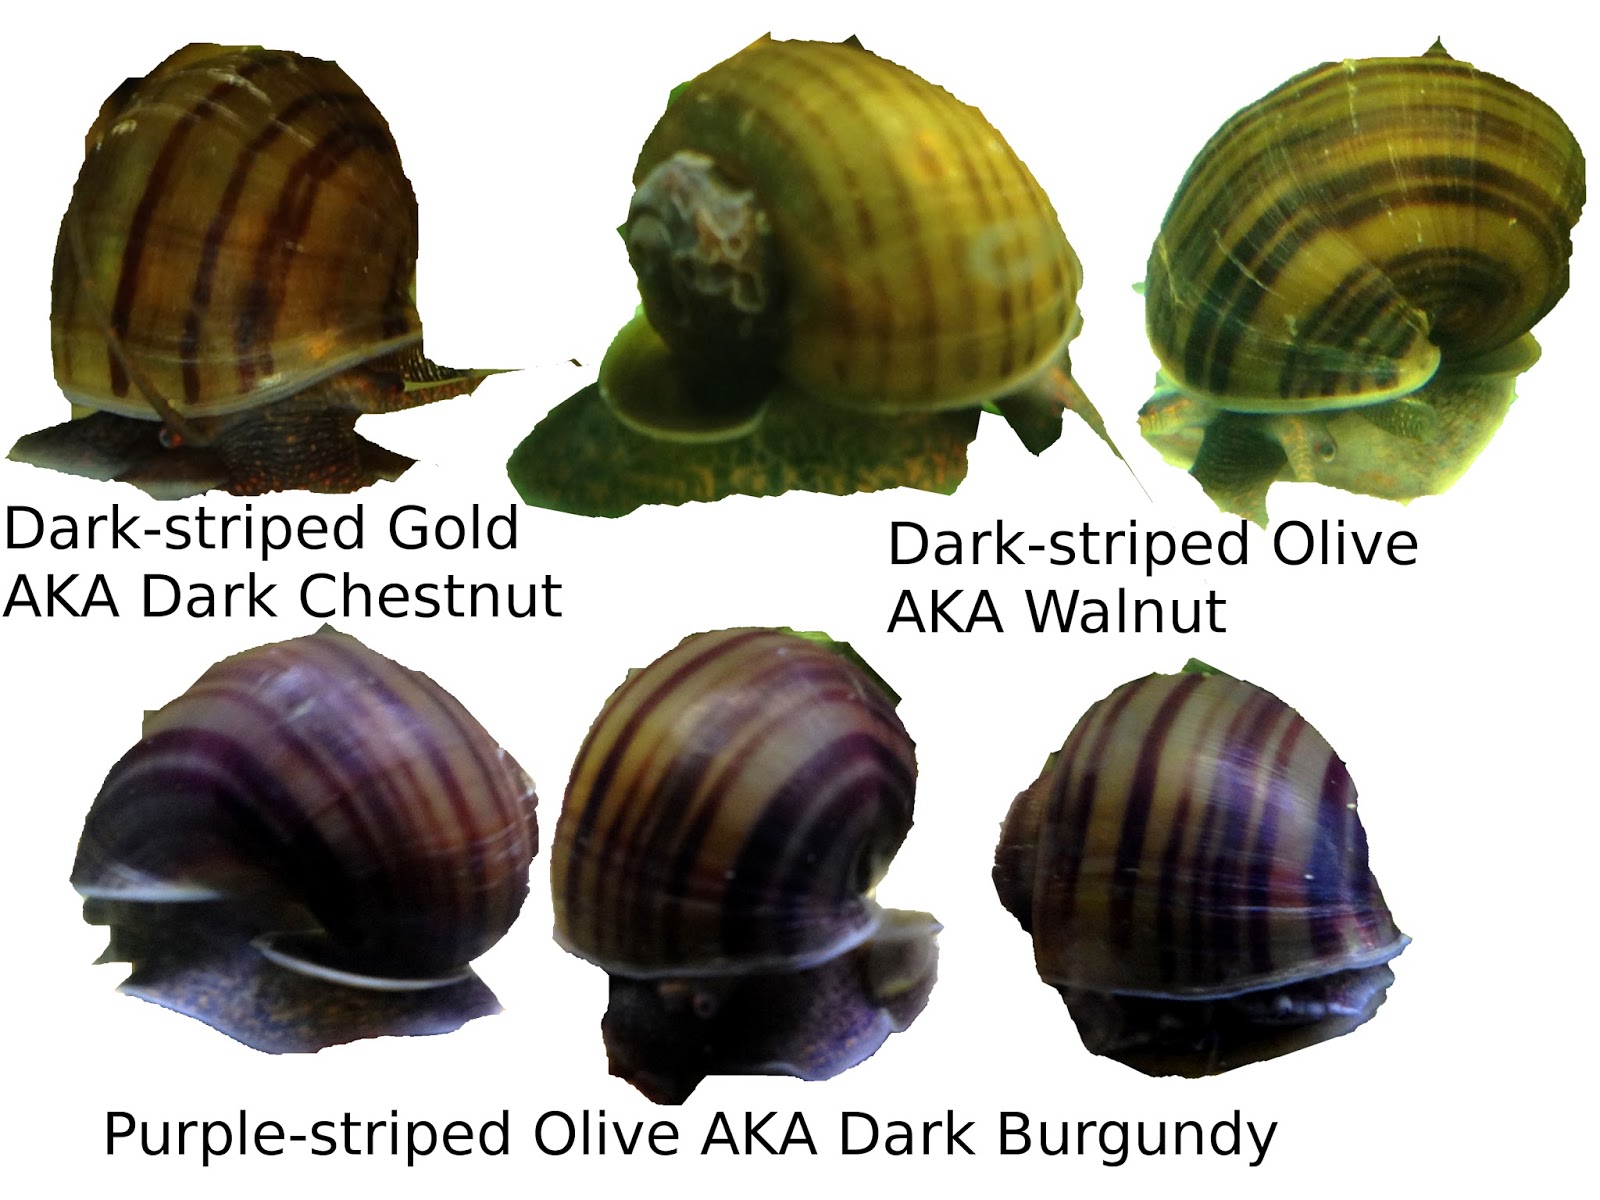 Dark-striped Gold
AKA Dark Chestnut
Dark-striped Olive
AKA Walnut
Purple-striped Olive AKA Dark Burgundy